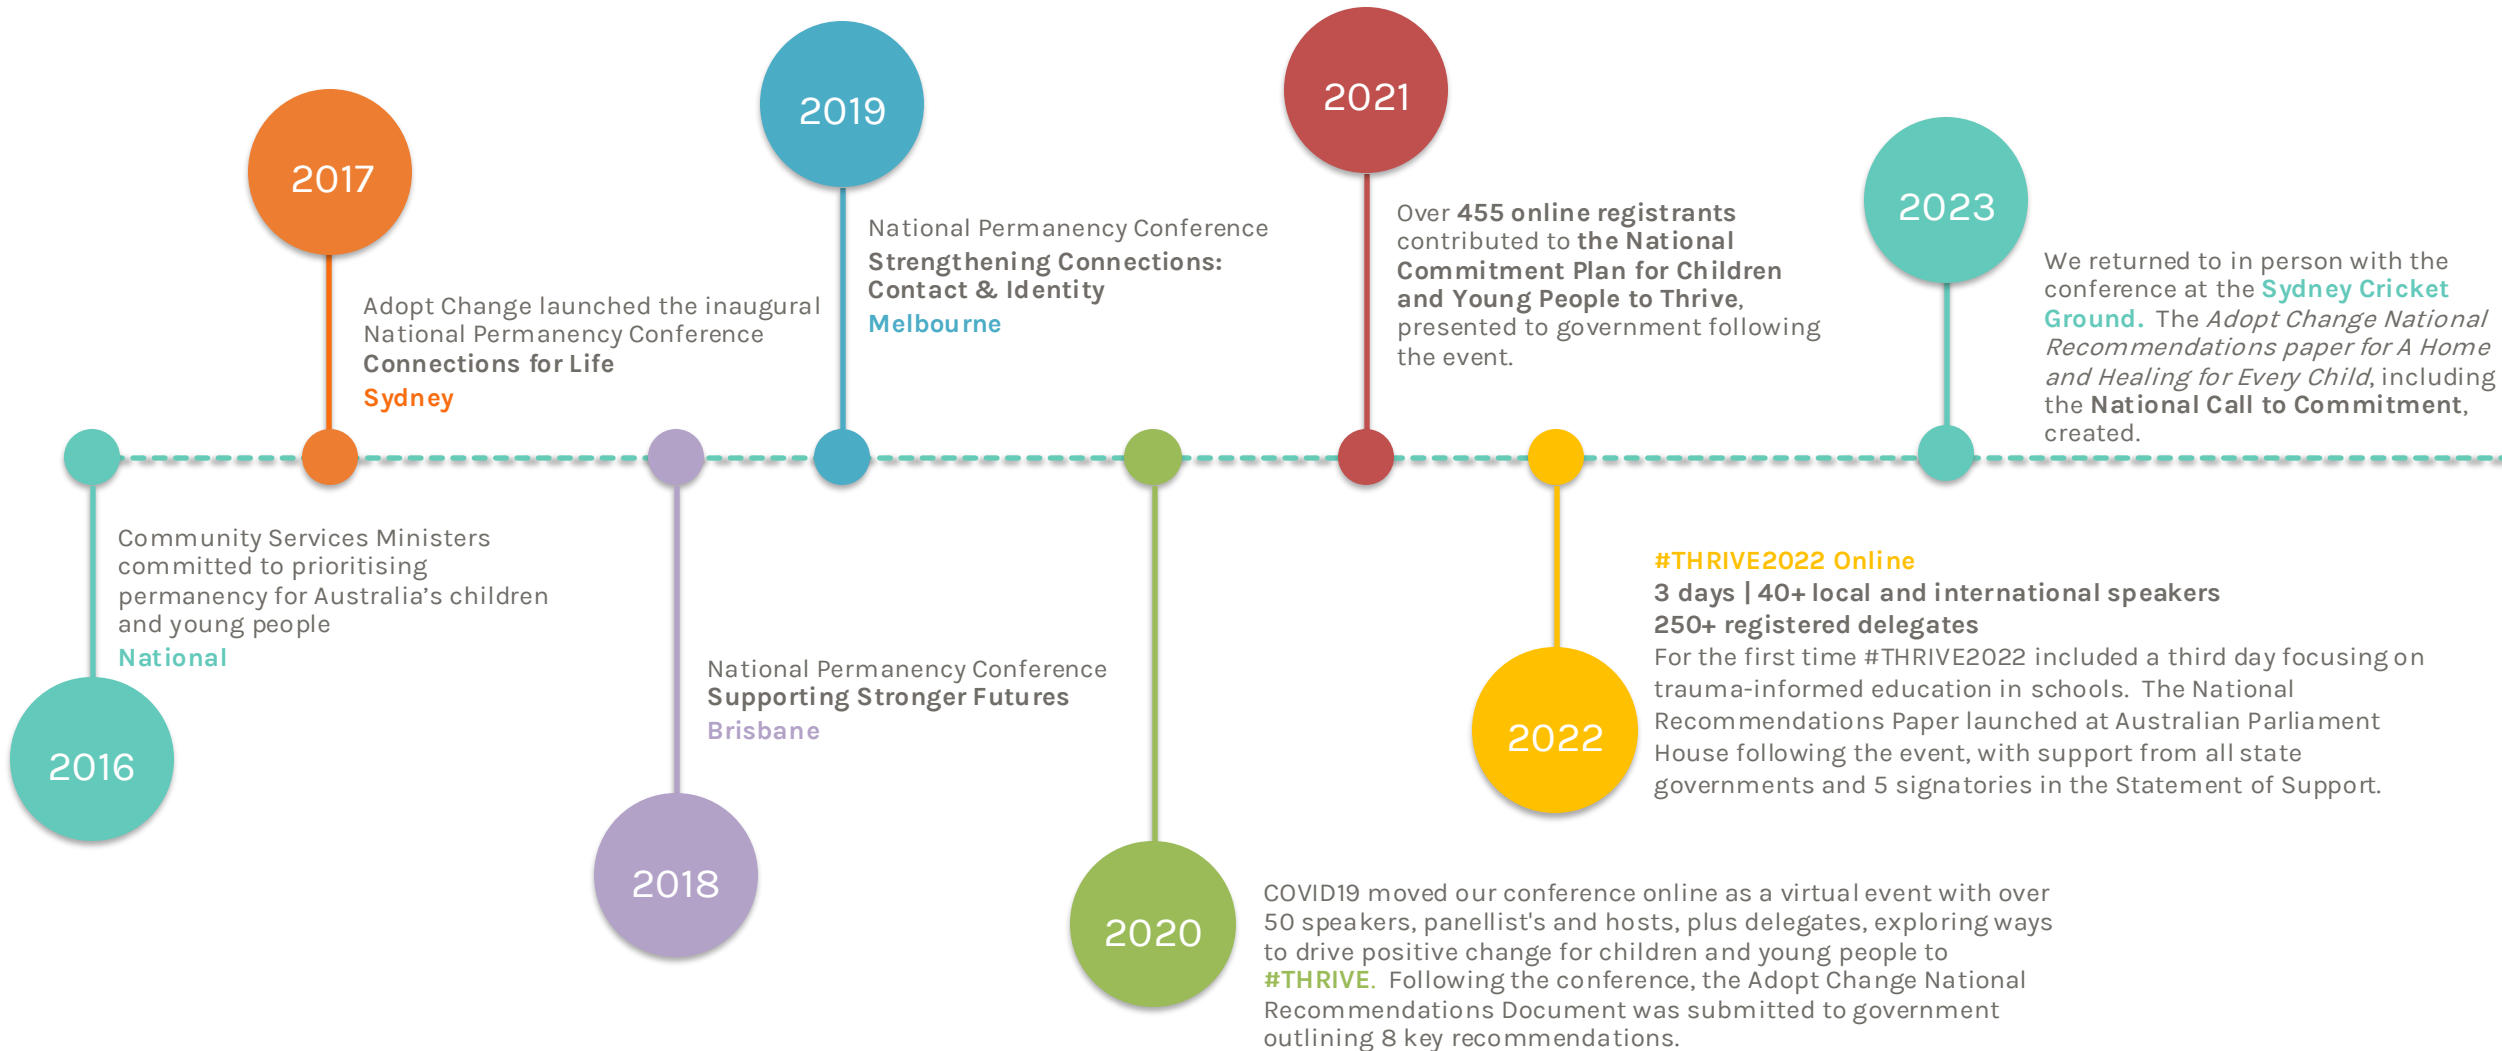 2016
Community Services Ministers
committed to prioritising
permanency for Australia’s children
and young people
National
2017
Adopt Change launched the inaugural
National Permanency Conference
Connections for Life
Sydney
2018
National Permanency Conference
Supporting Stronger Futures
Brisbane
2019
National Permanency Conference
Strengthening Connections:
Contact & Identity
Melbourne
2020
COVID19 moved our conference online as a virtual event with over
50 speakers, panellist's and hosts, plus delegates, exploring ways
to drive positive change for children and young people to
#THRIVE. Following the conference, the Adopt Change National
Recommendations Document was submitted to government
outlining 8 key recommendations.
2021
Over 455 online registrants
contributed to the National
Commitment Plan for Children
and Young People to Thrive,
presented to government following
the event.
2022
#THRIVE2022 Online
3 days | 40+ local and international speakers
250+ registered delegates
For the first time #THRIVE2022 included a third day focusing on
trauma-informed education in schools. The National
Recommendations Paper launched at Australian Parliament
House following the event, with support from all state
governments and 5 signatories in the Statement of Support.
2023
We returned to in person with the
conference at the Sydney Cricket
Ground. The Adopt Change National
Recommendations paper for A Home
and Healing for Every Child, including
the National Call to Commitment,
created.